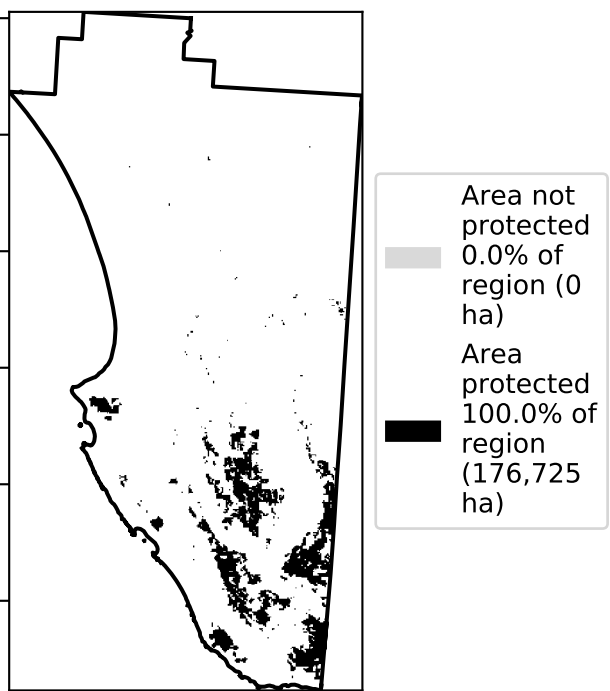 Area not
protected
0.0% of
region (0
ha)
Area
protected
100.0% of
region
(176,725
ha)